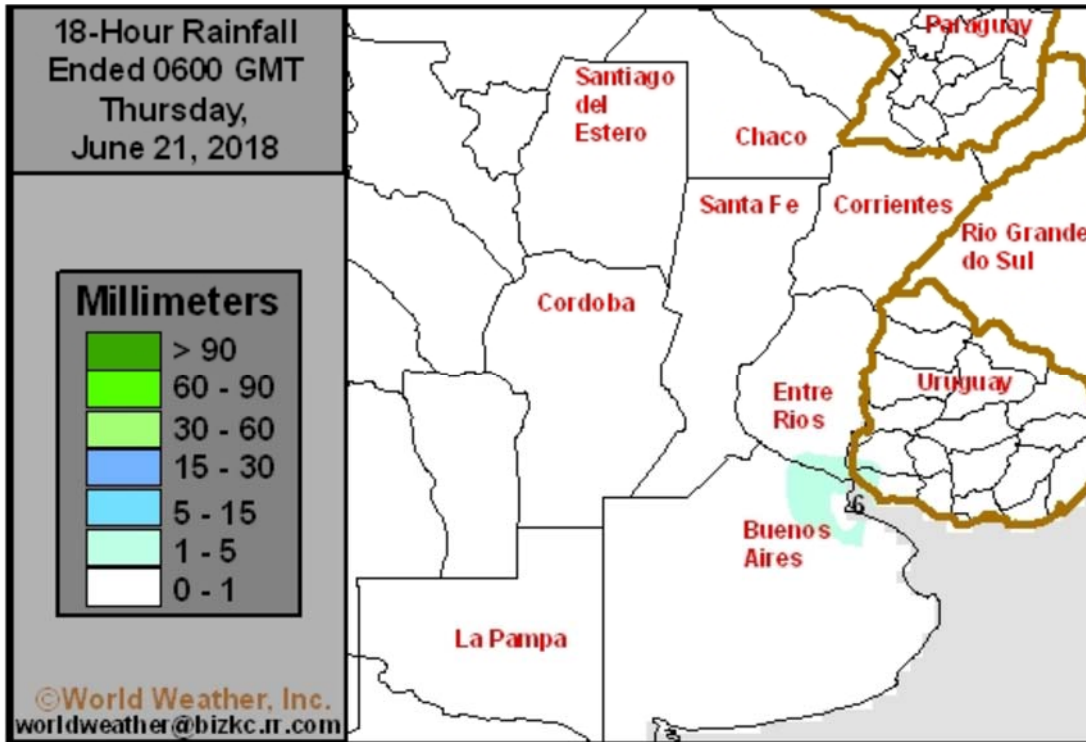 18-Hour Rainfall
Ended 0600 GMT
Thursday,
June 21, 2018
Millimeters
> 90
60 - 90
30 - 60
15 - 30
5 - 15
1 - 5
0 - 1
©World Weather, Inc.
worldweather@bizkc.rr.com
Paraguay
Santiago
del
Estero
Chaco
Santa Fe
Corrientes
Rio Grande
do Sul
Cordoba
Uruguay
Entre
Rios
6
Buenos
Aires
La Pampa